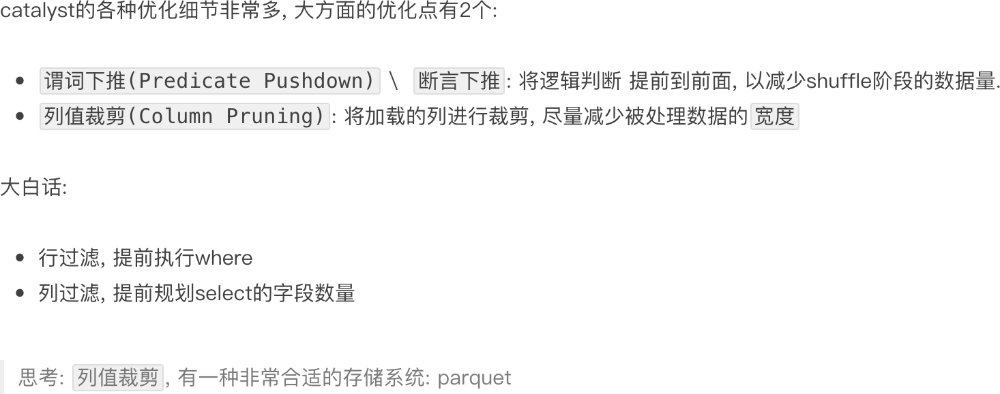 catalyst的各种优化细节非常多, 大方面的优化点有2个:
• 谓词下推(Predicate Pushdown) \ 断言下推: 将逻辑判断 提前到前面, 以减少shuffle阶段的数据量.
• 列值裁剪(Column Pruning): 将加载的列进行裁剪, 尽量减少被处理数据的宽度
大白话:
• 行过滤, 提前执行where
• 列过滤, 提前规划select的字段数量
思考: 列值裁剪, 有一种非常合适的存储系统: parquet